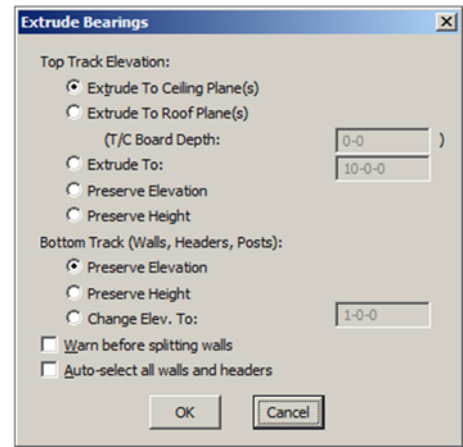 Extrude Bearings
Top Track Elevation:
Extrude To Ceiling Plane(s)
Extrude To Roof Plane(s)
(T/C Board Depth: 0-0 )
Extrude To: 10-0-0
Preserve Elevation
Preserve Height
Bottom Track (Walls, Headers, Posts):
Preserve Elevation
Preserve Height
Change Elev. To: 1-0-0
Warn before splitting walls
Auto-select all walls and headers
OK Cancel